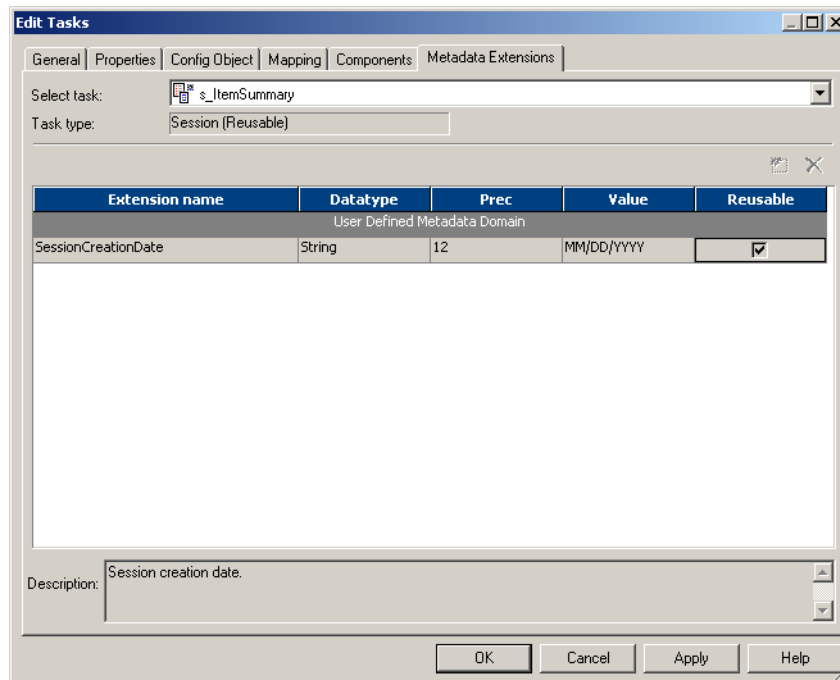 Edit Tasks
General Properties Config Object Mapping Components Metadata Extensions
Select task: s_ItemSummary
Task type: Session (Reusable)
Extension name Datatype Prec Value Reusable
User Defined Metadata Domain
SessionCreationDate String 12 MM/DD/YYYY
Description: Session creation date.
OK Cancel Apply Help